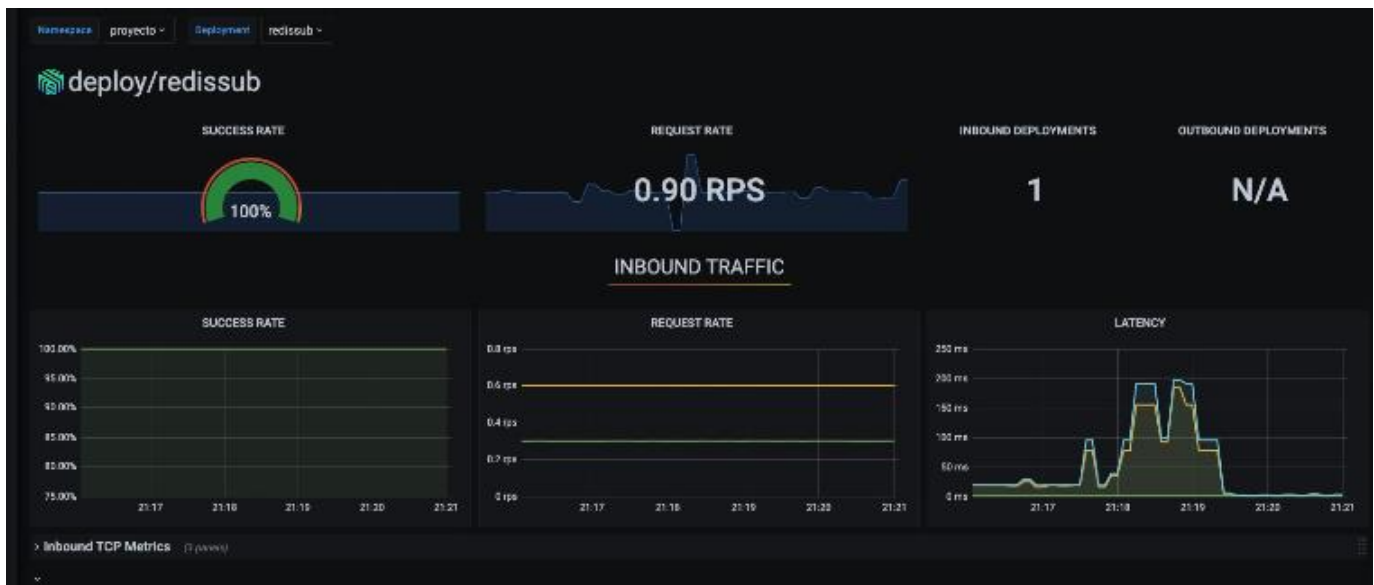 Namespace proyecto Deployment redissub
deploy/redissub
SUCCESS RATE
100%
REQUEST RATE
0.90 RPS
INBOUND DEPLOYMENTS
1
OUTBOUND DEPLOYMENTS
N/A
INBOUND TRAFFIC
SUCCESS RATE
100.00%
95.00%
90.00%
85.00%
80.00%
75.00%
21:17 21:18 21:19 21:20 21:21
REQUEST RATE
0.8 rps
0.6 rps
0.4 rps
0.2 rps
0 rps
21:17 21:18 21:19 21:20 21:21
LATENCY
250 ms
200 ms
150 ms
100 ms
50 ms
0 ms
21:17 21:18 21:19 21:20 21:21
> Inbound TCP Metrics (3 panels)